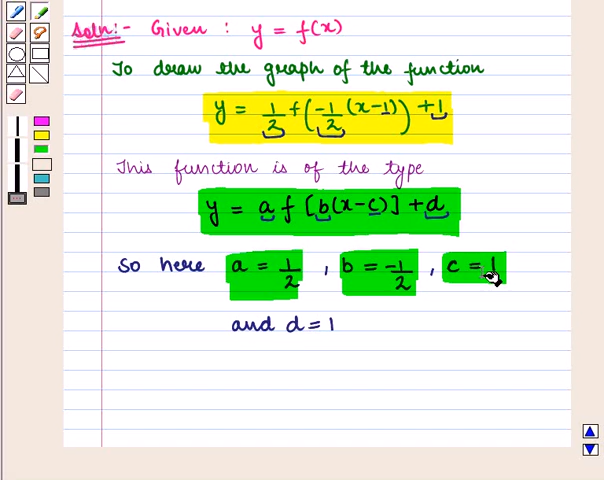 Soln:- Given : y = f(x)
To draw the graph of the function
y = 1/2 f(-1/2 (x-1)) + 1
This function is of the type
y = a f [b(x-c)] + d
So here a = 1/2 , b = -1/2 , c = 1
and d = 1